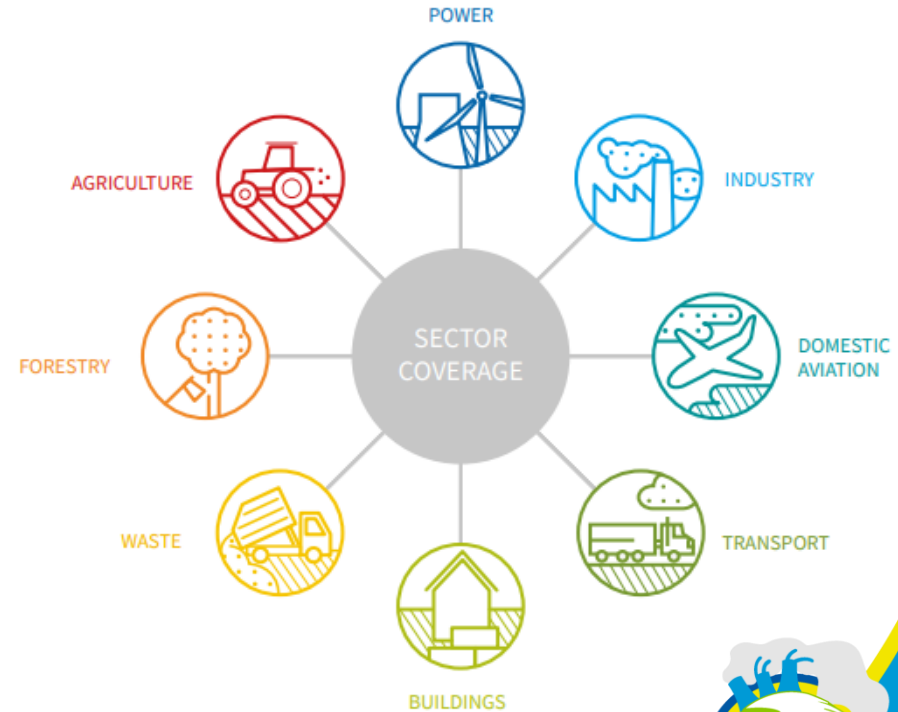 POWER
AGRICULTURE
INDUSTRY
SECTOR
COVERAGE
DOMESTIC
AVIATION
FORESTRY
WASTE
TRANSPORT
BUILDINGS